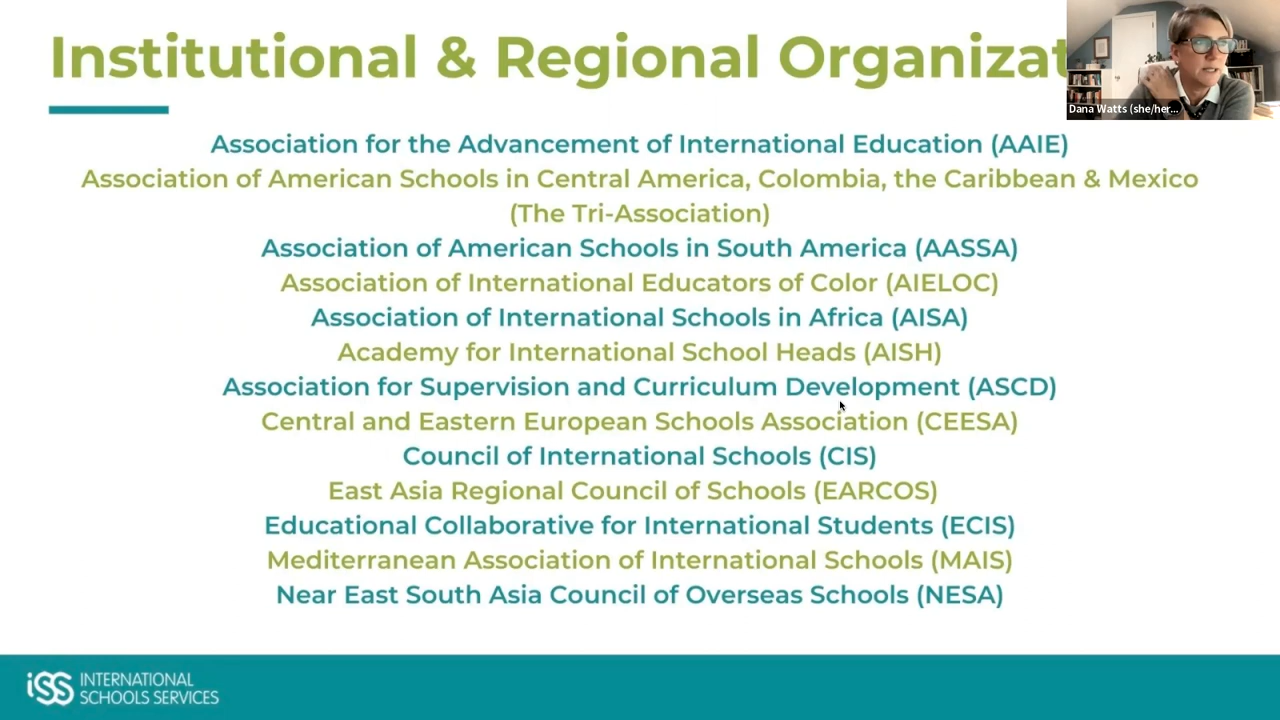 Institutional & Regional Organizat
Dana Watts (she/her...
Association for the Advancement of International Education (AAIE)
Association of American Schools in Central America, Colombia, the Caribbean & Mexico
(The Tri-Association)
Association of American Schools in South America (AASSA)
Association of International Educators of Color (AIELOC)
Association of International Schools in Africa (AISA)
Academy for International School Heads (AISH)
Association for Supervision and Curriculum Development (ASCD)
Central and Eastern European Schools Association (CEESA)
Council of International Schools (CIS)
East Asia Regional Council of Schools (EARCOS)
Educational Collaborative for International Students (ECIS)
Mediterranean Association of International Schools (MAIS)
Near East South Asia Council of Overseas Schools (NESA)
iSS INTERNATIONAL
SCHOOLS SERVICES